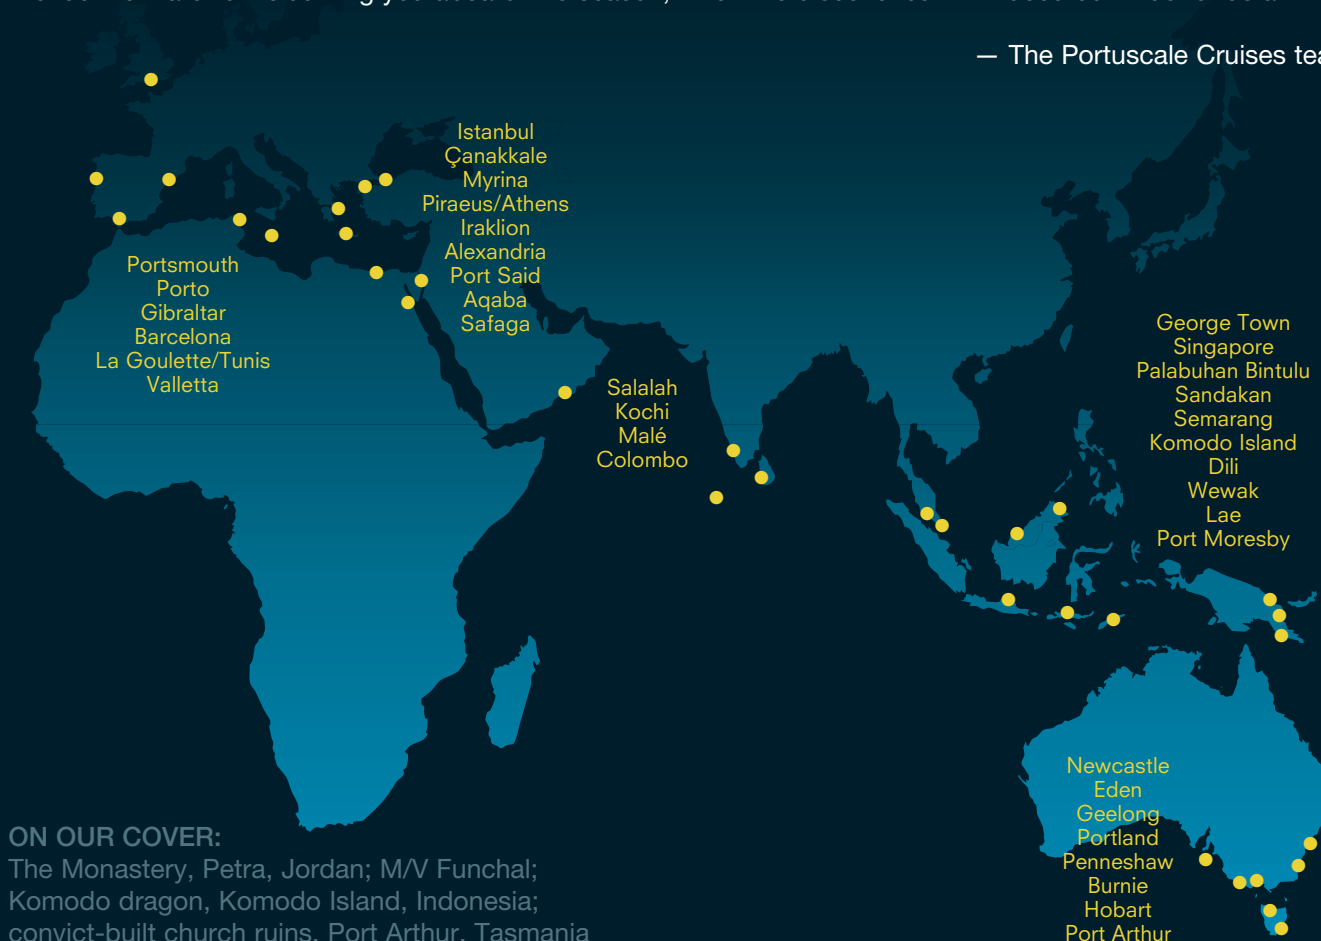 — The Portuscale Cruises
Istanbul
Çanakkale
Myrina
Piraeus/Athens
Iraklion
Alexandria
Port Said
Aqaba
Safaga
Portsmouth
Porto
Gibraltar
Barcelona
La Goulette/Tunis
Valletta
Salalah
Kochi
Malé
Colombo
George Town
Singapore
Palabuhan Bintulu
Sandakan
Semarang
Komodo Island
Dili
Wewak
Lae
Port Moresby
Newcastle
Eden
Geelong
Portland
Penneshaw
Burnie
Hobart
Port Arthur
ON OUR COVER:
The Monastery, Petra, Jordan; M/V Funchal;
Komodo dragon, Komodo Island, Indonesia;
convict-built church ruins, Port Arthur, Tasmania